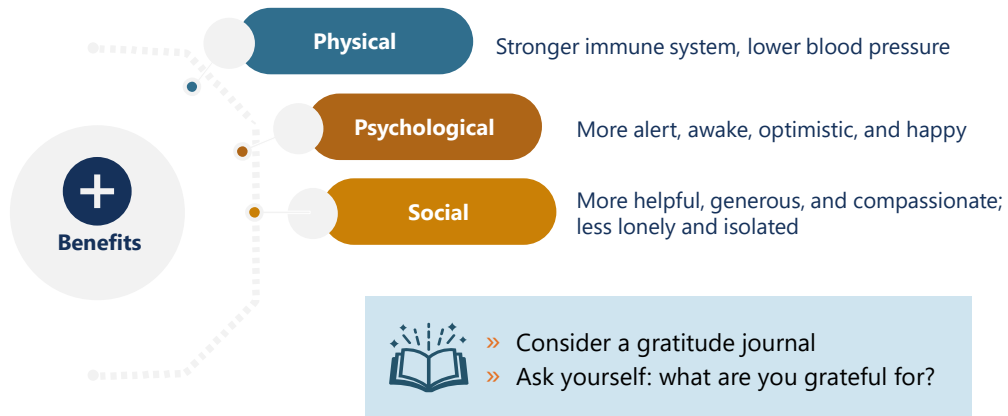 Physical
Stronger immune system, lower blood pressure
Psychological
More alert, awake, optimistic, and happy
Benefits
Social
More helpful, generous, and compassionate;
less lonely and isolated
» Consider a gratitude journal
» Ask yourself: what are you grateful for?